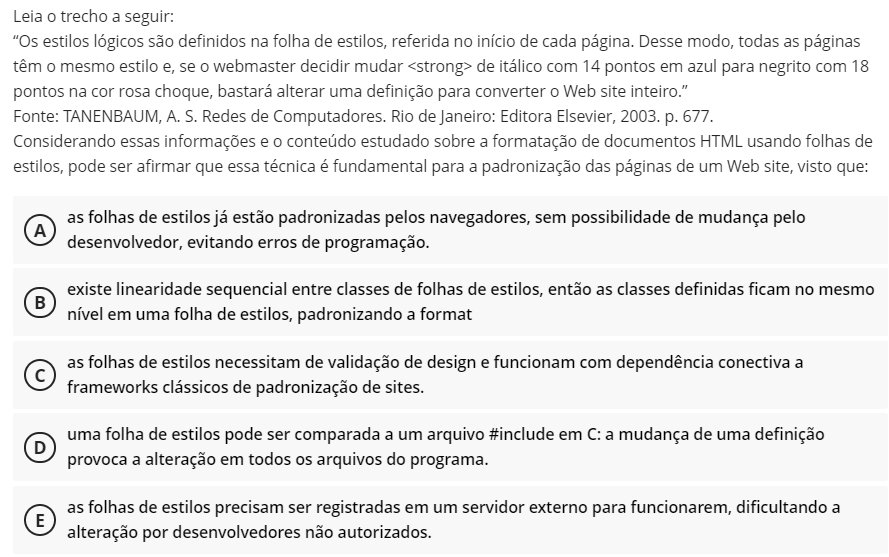 Leia o trecho a seguir:
“Os estilos lógicos são definidos na folha de estilos, referida no início de cada página. Desse modo, todas as páginas
têm o mesmo estilo e, se o webmaster decidir mudar <strong> de itálico com 14 pontos em azul para negrito com 18
pontos na cor rosa choque, bastará alterar uma definição para converter o Web site inteiro.”
Fonte: TANENBAUM, A. S. Redes de Computadores. Rio de Janeiro: Editora Elsevier, 2003. p. 677.
Considerando essas informações e o conteúdo estudado sobre a formatação de documentos HTML usando folhas de
estilos, pode ser afirmar que essa técnica é fundamental para a padronização das páginas de um Web site, visto que:
A as folhas de estilos já estão padronizadas pelos navegadores, sem possibilidade de mudança pelo
desenvolvedor, evitando erros de programação.
B existe linearidade sequencial entre classes de folhas de estilos, então as classes definidas ficam no mesmo
nível em uma folha de estilos, padronizando a format
C as folhas de estilos necessitam de validação de design e funcionam com dependência conectiva a
frameworks clássicos de padronização de sites.
D uma folha de estilos pode ser comparada a um arquivo #include em C: a mudança de uma definição
provoca a alteração em todos os arquivos do programa.
E as folhas de estilos precisam ser registradas em um servidor externo para funcionarem, dificultando a
alteração por desenvolvedores não autorizados.